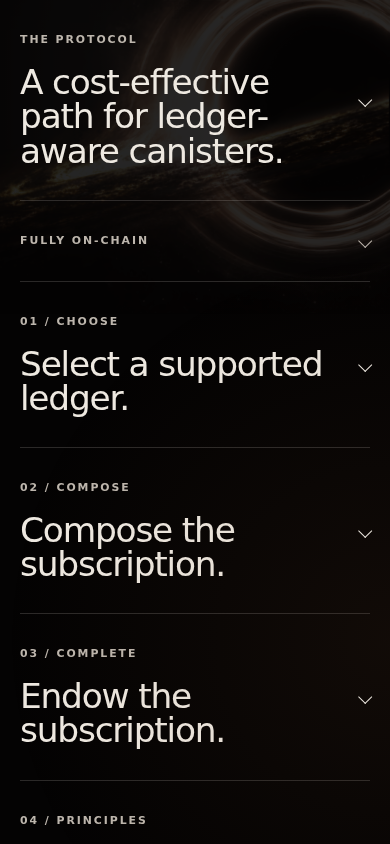 THE PROTOCOL
A cost-effective
path for ledger-
aware canisters.
FULLY ON-CHAIN
01 / CHOOSE
Select a supported
ledger.
02 / COMPOSE
Compose the
subscription.
03 / COMPLETE
Endow the
subscription.
04 / PRINCIPLES